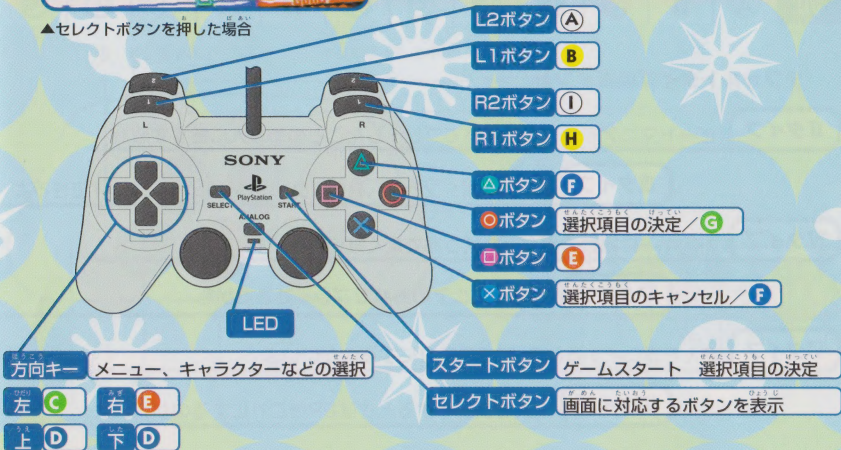 ▲セレクトボタンを押した場合
L2ボタン A
L1ボタン B
R2ボタン I
R1ボタン H
△ボタン F
○ボタン 選択項目の決定/G
□ボタン E
×ボタン 選択項目のキャンセル/F
2
1
L
2
1
R
SONY
PlayStation
SELECT
START
ANALOG
LED
方向キー メニュー、キャラクターなどの選択
左 C 右 E
上 D 下 D
スタートボタン ゲームスタート 選択項目の決定
セレクトボタン 画面に対応するボタンを表示